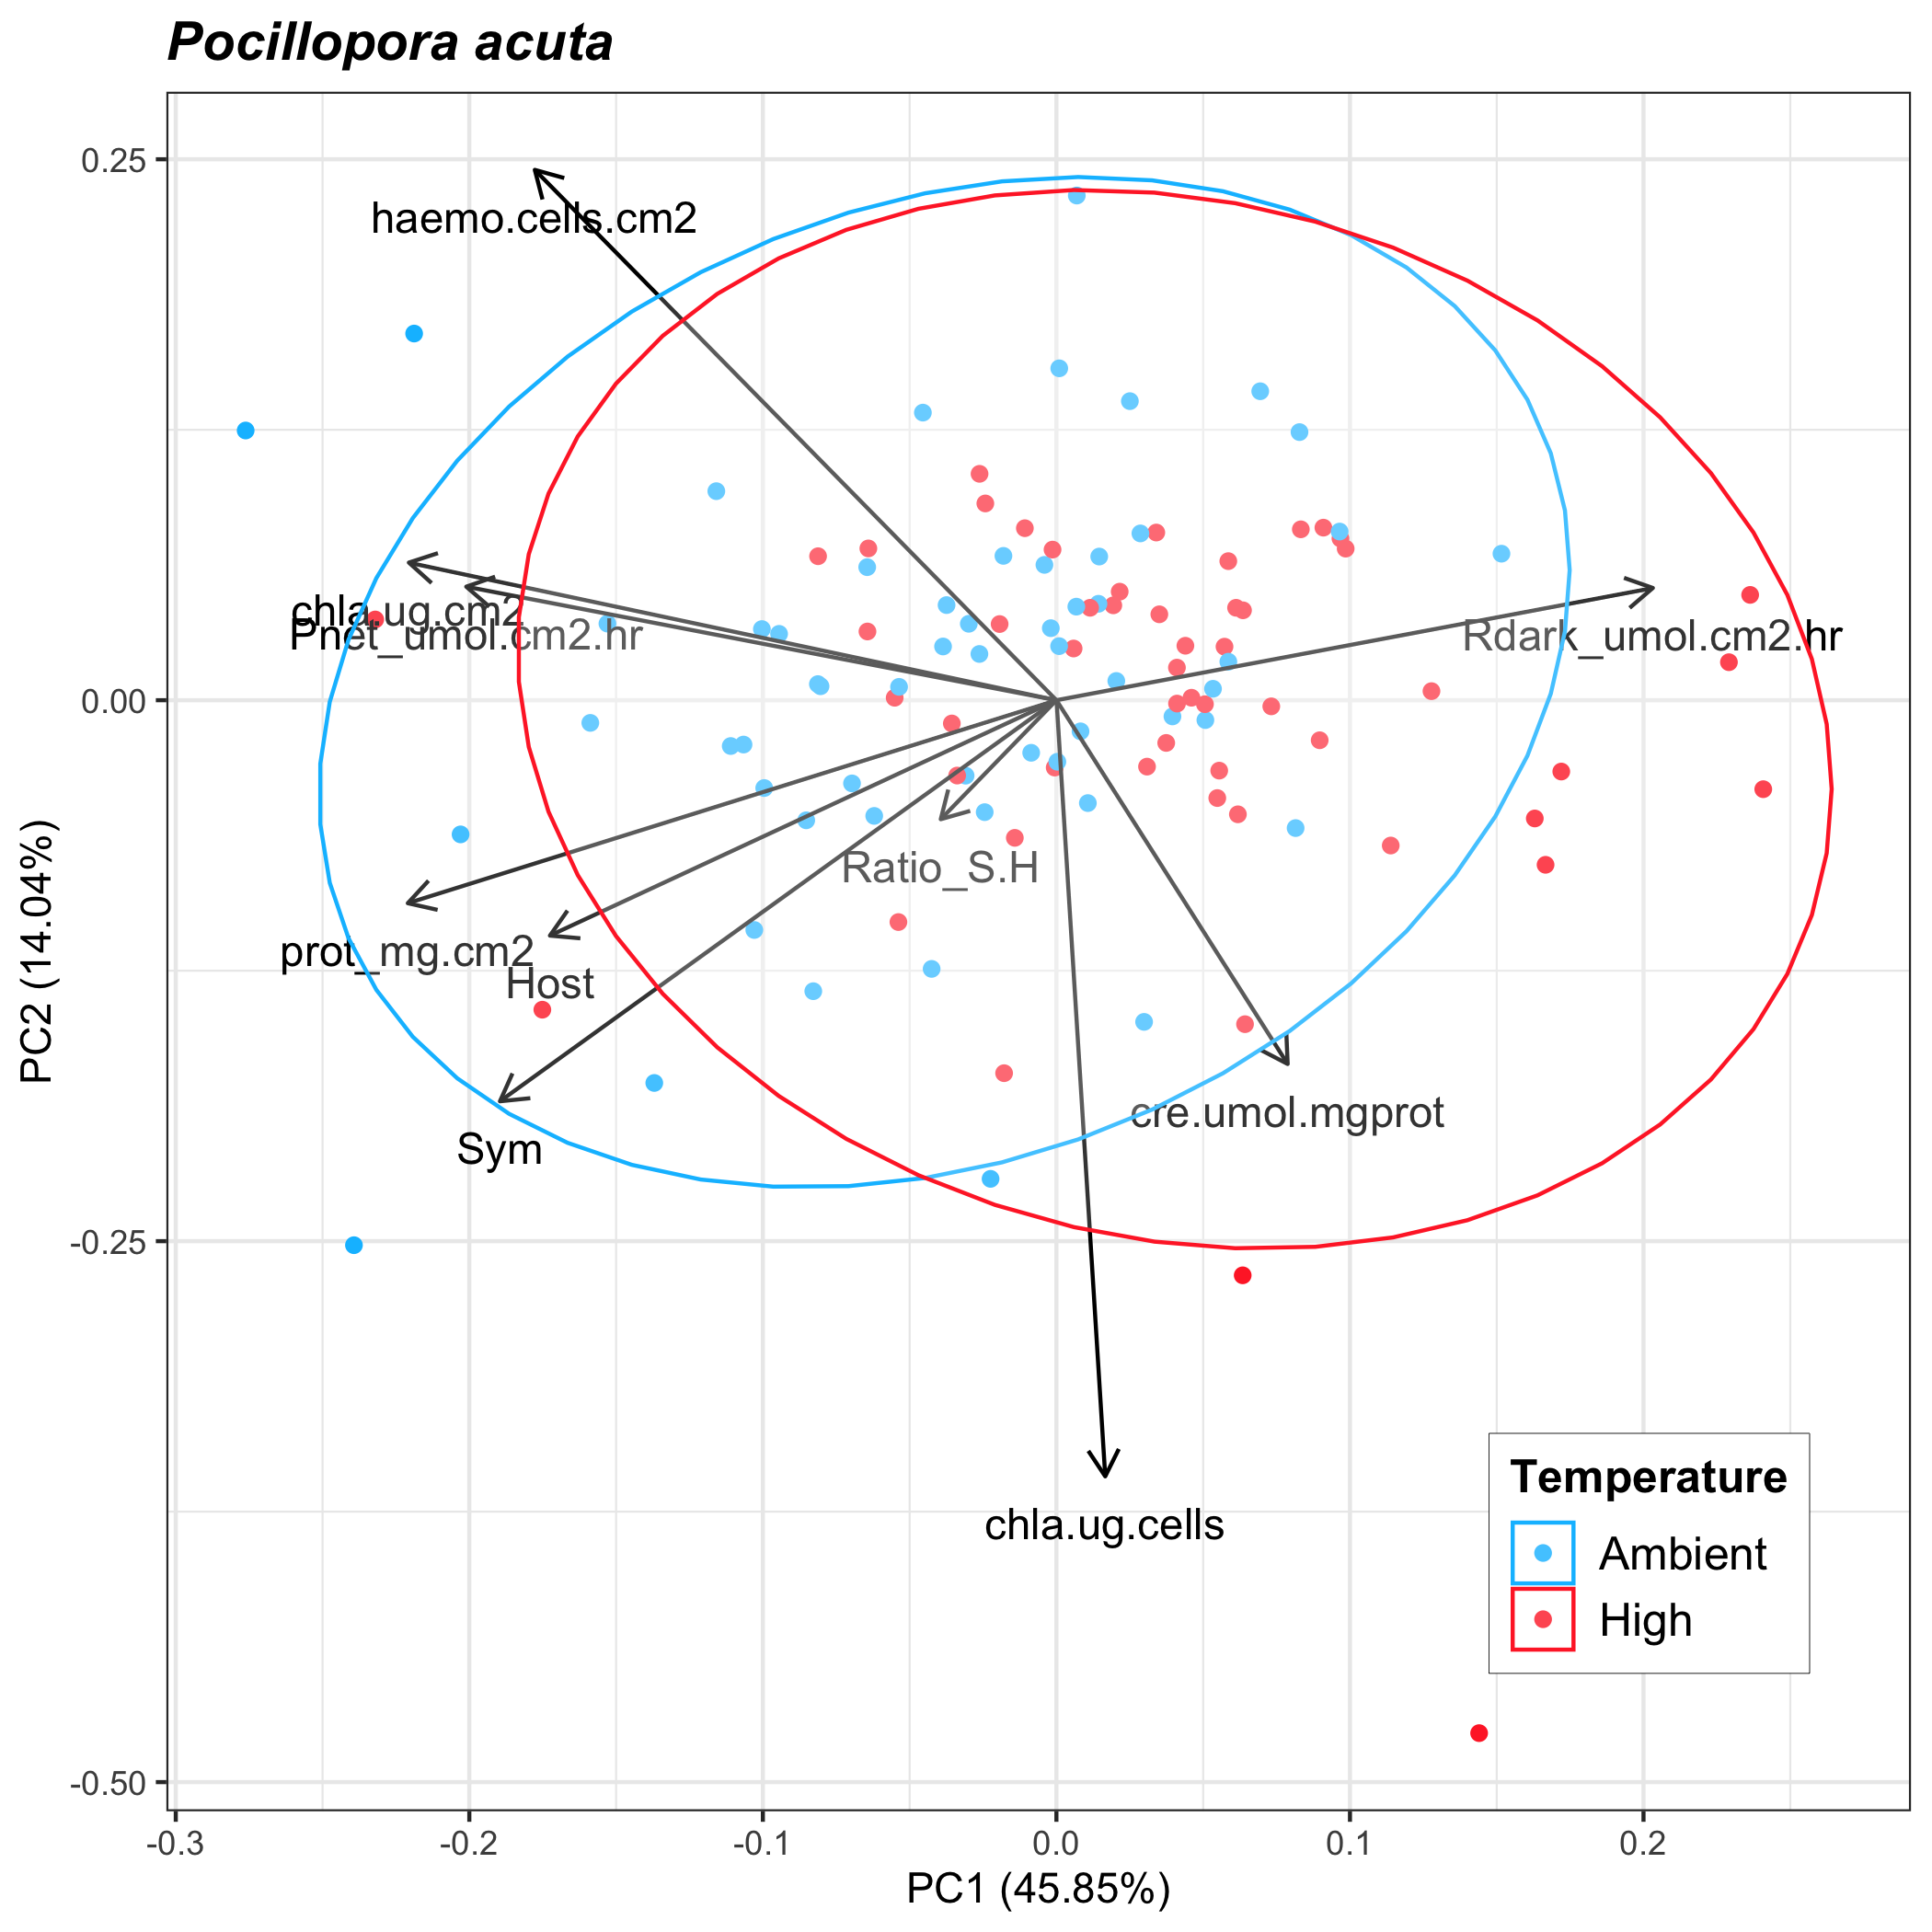 Pocillopora acuta
0.25
haemo.cells.cm2
chla.ug.cm2
Pnet_umol.cm2.hr
Rdark_umol.cm2.hr
0.00
Ratio_S.H
prot_mg.cm2
Host
PC2 (14.04%)
cre.umol.mgprot
Sym
-0.25
chla.ug.cells
Temperature
Ambient
High
-0.50
-0.3
-0.2
-0.1
0.0
0.1
0.2
PC1 (45.85%)